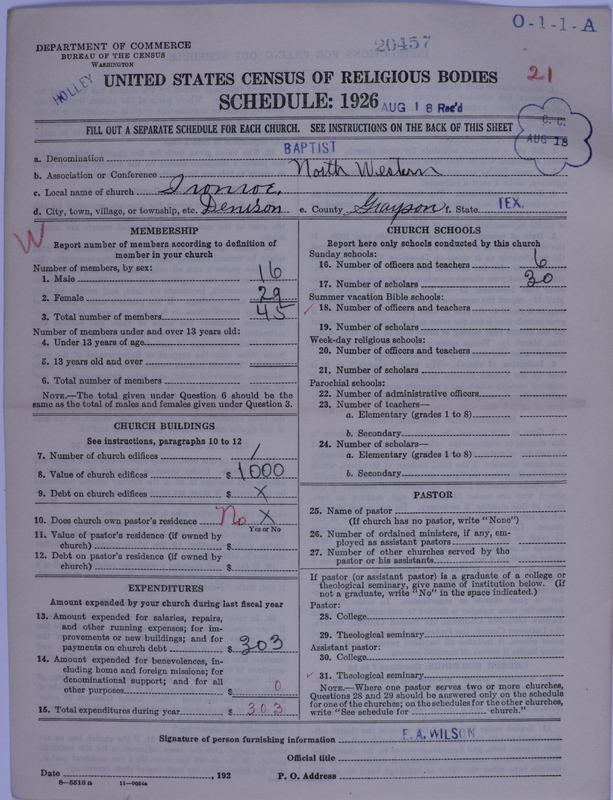 O-1-1-A
DEPARTMENT OF COMMERCE
BUREAU OF THE CENSUS
WASHINGTON
20457
HOLLEY
21
UNITED STATES CENSUS OF RELIGIOUS BODIES
SCHEDULE: 1926
AUG 18 Rec'd
FILL OUT A SEPARATE SCHEDULE FOR EACH CHURCH. SEE INSTRUCTIONS ON THE BACK OF THIS SHEET
AUG 18
a. Denomination BAPTIST
b. Association or Conference North Western
c. Local name of church
d. City, town, village, or township, etc. Denison e. County Grayson f. State TEX.
W
MEMBERSHIP
Report number of members according to definition of
member in your church
Number of members, by sex:
1. Male 16
2. Female 29
3. Total number of members 45
Number of members under and over 13 years old:
4. Under 13 years of age
5. 13 years old and over
6. Total number of members
NOTE.—The total given under Question 6 should be the
same as the total of males and females given under Question 3.
CHURCH BUILDINGS
See instructions, paragraphs 10 to 12
7. Number of church edifices 1
8. Value of church edifices $ 1000
9. Debt on church edifices $ X
10. Does church own pastor's residence No X
Yes or No
11. Value of pastor's residence (if owned by
church) $
12. Debt on pastor's residence (if owned by
church) $
EXPENDITURES
Amount expended by your church during last fiscal year
13. Amount expended for salaries, repairs,
and other running expenses; for im-
provements or new buildings; and for
payments on church debt $ 303
14. Amount expended for benevolences, in-
cluding home and foreign missions; for
denominational support; and for all
other purposes $ 0
15. Total expenditures during year $ 303
CHURCH SCHOOLS
Report here only schools conducted by this church
Sunday schools:
16. Number of officers and teachers 6
17. Number of scholars 30
Summer vacation Bible schools:
18. Number of officers and teachers
19. Number of scholars
Week-day religious schools:
20. Number of officers and teachers
21. Number of scholars
Parochial schools:
22. Number of administrative officers
23. Number of teachers—
a. Elementary (grades 1 to 8)
b. Secondary
24. Number of scholars—
a. Elementary (grades 1 to 8)
b. Secondary
PASTOR
25. Name of pastor
(If church has no pastor, write "None")
26. Number of ordained ministers, if any, em-
ployed as assistant pastors
27. Number of other churches served by the
pastor or his assistants
If pastor (or assistant pastor) is a graduate of a college or
theological seminary, give name of institution below. (If
not a graduate, write "No" in the space indicated.)
Pastor:
28. College
29. Theological seminary
Assistant pastor:
30. College
31. Theological seminary
NOTE.—Where one pastor serves two or more churches,
Questions 28 and 29 should be answered only on the schedule
for one of the churches; on the schedules for the other churches,
write "See schedule for church."
Signature of person furnishing information WILSON
Official title
Date , 192 P. O. Address
8—5518 a